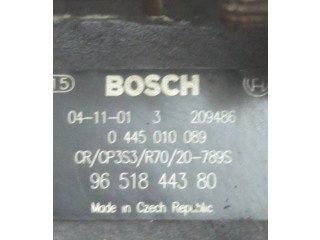 15 BOSCH H
04-11-01 3 209486
0 445 010 089
CR/CP3S3/R70/20-789S
96 518 443 80
Made in Czech Republic